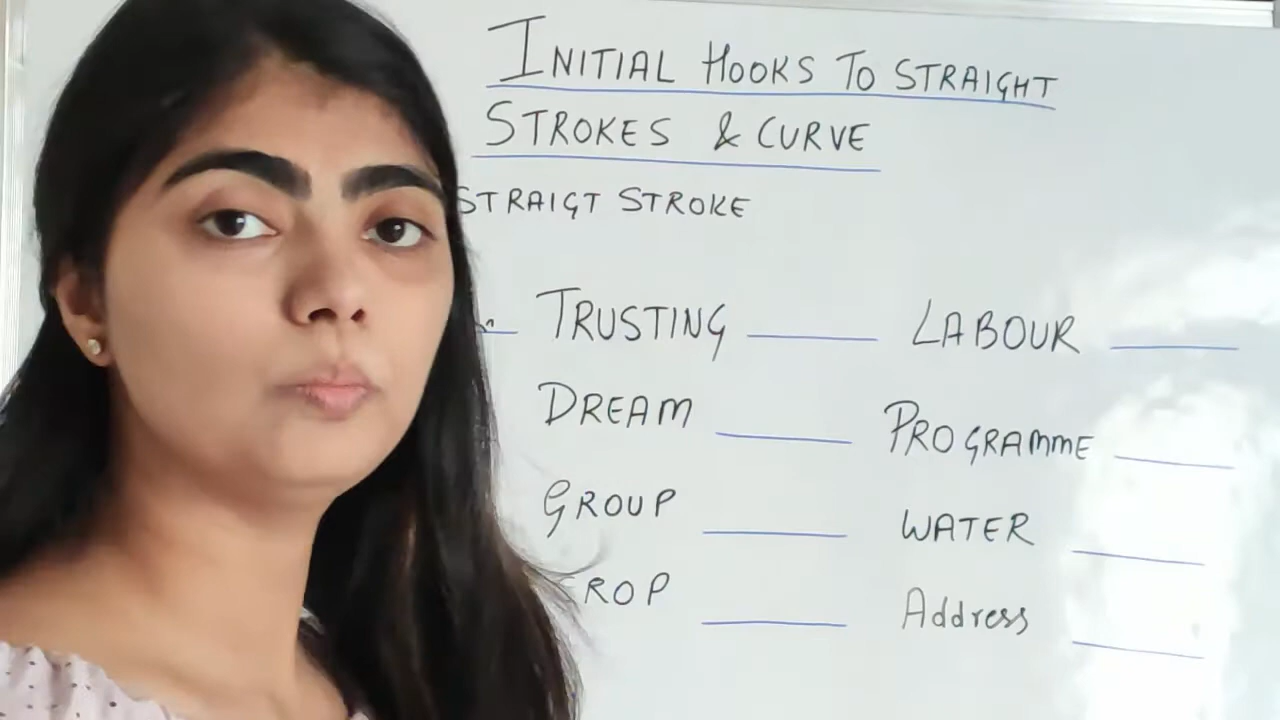 INITIAL HOOKS TO STRAIGHT
STROKES & CURVE
STRAIGT STROKE
TRUSTING LABOUR
DREAM PROGRAMME
GROUP WATER
ROP Address